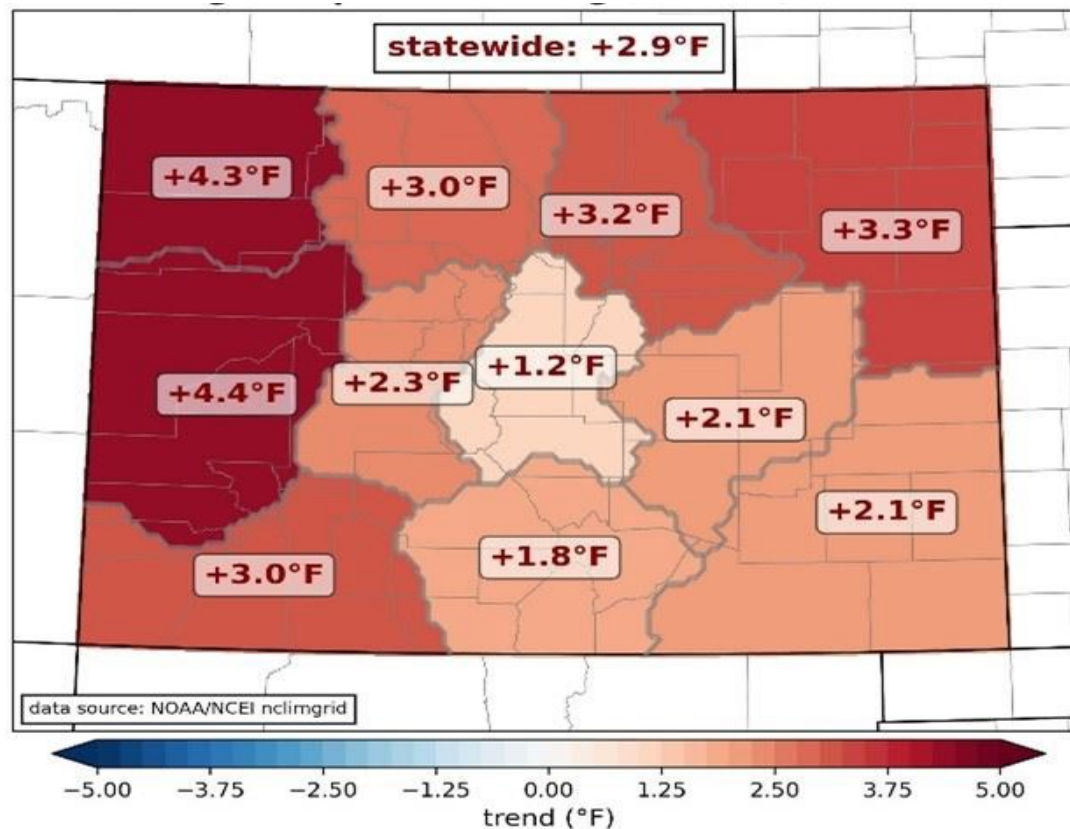 statewide: +2.9°F
+4.3°F
+3.0°F
+3.2°F
+3.3°F
+4.4°F
+2.3°F
+1.2°F
+2.1°F
+2.1°F
+3.0°F
+1.8°F
data source: NOAA/NCEI nclimgrid
−5.00 −3.75 −2.50 −1.25 0.00 1.25 2.50 3.75 5.00
trend (°F)